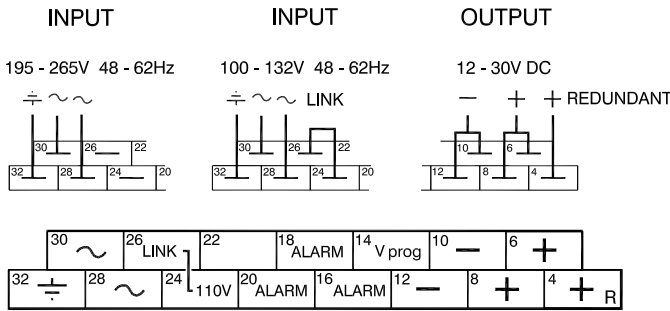 INPUT INPUT OUTPUT
195 - 265V 48 - 62Hz 100 - 132V 48 - 62Hz 12 - 30V DC
LINK — + + REDUNDANT
30 26 22 30 26 22 10 6
32 28 24 20 32 28 24 20 12 8 4
30 26 LINK 22 18 ALARM 14 V prog 10 — 6 +
32 28 24 110V 20 ALARM 16 ALARM 12 — 8 + 4 + R